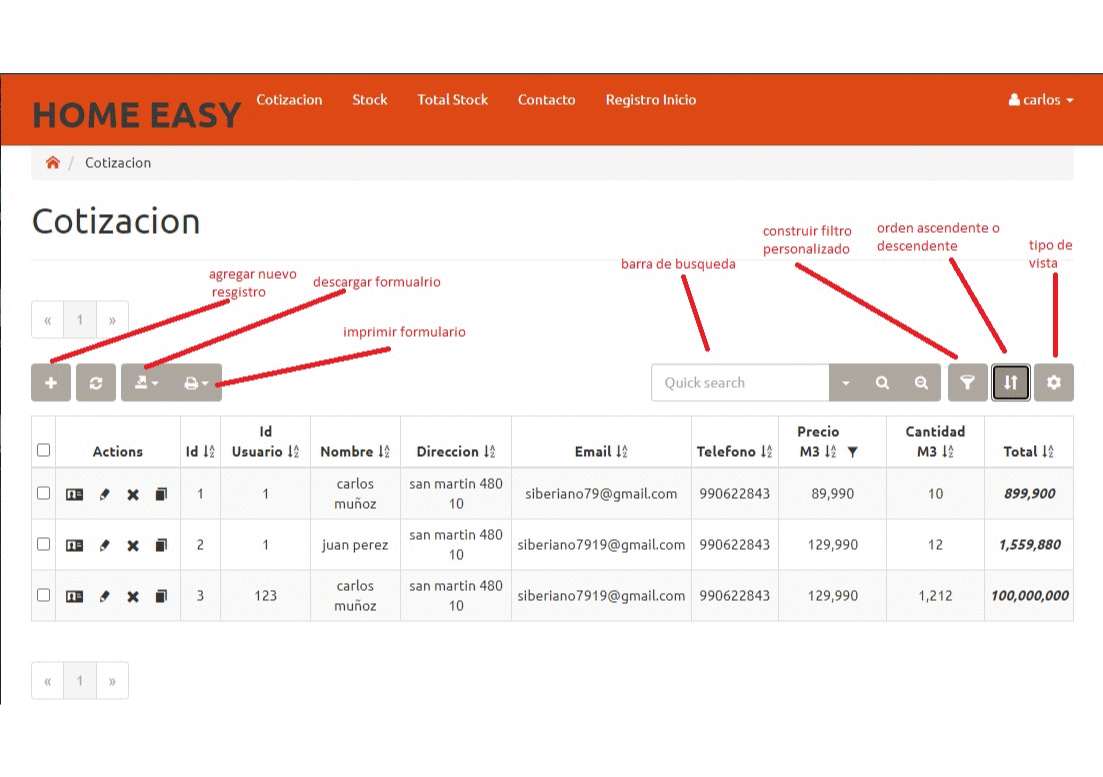 HOME EASY
Cotizacion Stock Total Stock Contacto Registro Inicio carlos
/ Cotizacion
Cotizacion
construir filtro
personalizado
orden ascendente o
descendente
tipo de
vista
barra de busqueda
agregar nuevo
resgistro
descargar formualrio
imprimir formulario
« 1 »
Quick search
Actions Id Id Usuario Nombre Direccion Email Telefono Precio M3 Cantidad M3 Total
1 1 carlos muñoz san martin 480 10 siberiano79@gmail.com 990622843 89,990 10 899,900
2 1 juan perez san martin 480 10 siberiano7919@gmail.com 990622843 129,990 12 1,559,880
3 123 carlos muñoz san martin 480 10 siberiano7919@gmail.com 990622843 129,990 1,212 100,000,000
« 1 »